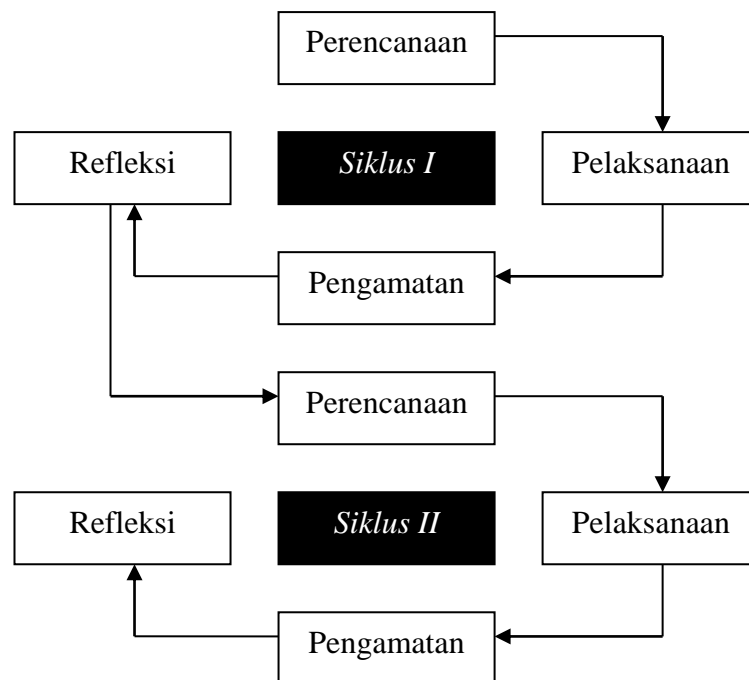 Perencanaan
Refleksi
Siklus I
Pelaksanaan
Pengamatan
Perencanaan
Refleksi
Siklus II
Pelaksanaan
Pengamatan